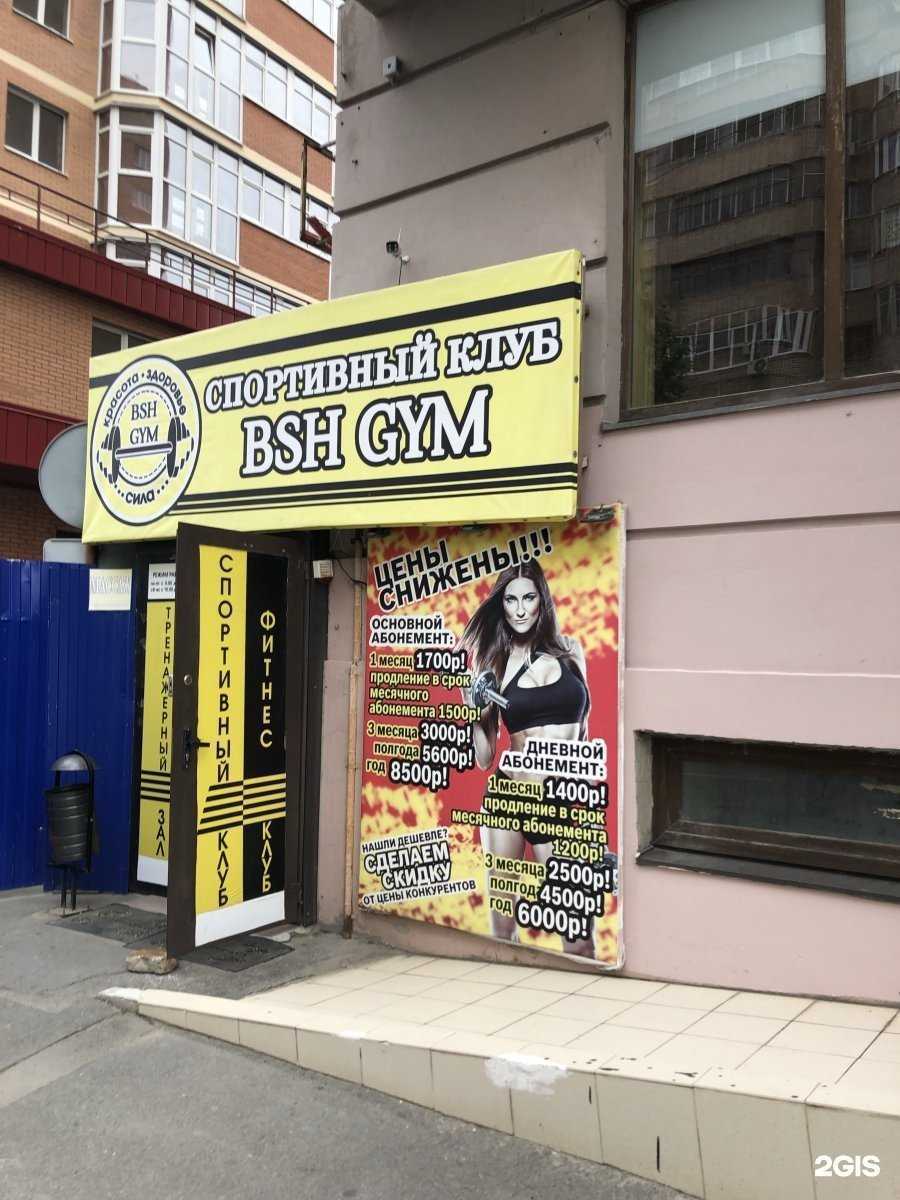 СПОРТИВНЫЙ КЛУБ
BSH GYM
красота • здоровье
BSH
GYM
•• сила ••
ТРЕНАЖЕРНЫЙ ЗАЛ
СПОРТИВНЫЙ КЛУБ
ФИТНЕС КЛУБ
ЦЕНЫ
СНИЖЕНЫ!!!
ОСНОВНОЙ
АБОНЕМЕНТ:
1 месяц 1700р!
продление в срок
месячного
абонемента 1500р!
3 месяца 3000р!
полгода 5600р!
год 8500р!
ДНЕВНОЙ
АБОНЕМЕНТ:
1 месяц 1400р!
продление в срок
месячного абонемента
1200р!
3 месяца 2500р!
полгода 4500р!
год 6000р!
НАШЛИ ДЕШЕВЛЕ?
СДЕЛАЕМ
СКИДКУ
ОТ ЦЕНЫ КОНКУРЕНТОВ
2GIS